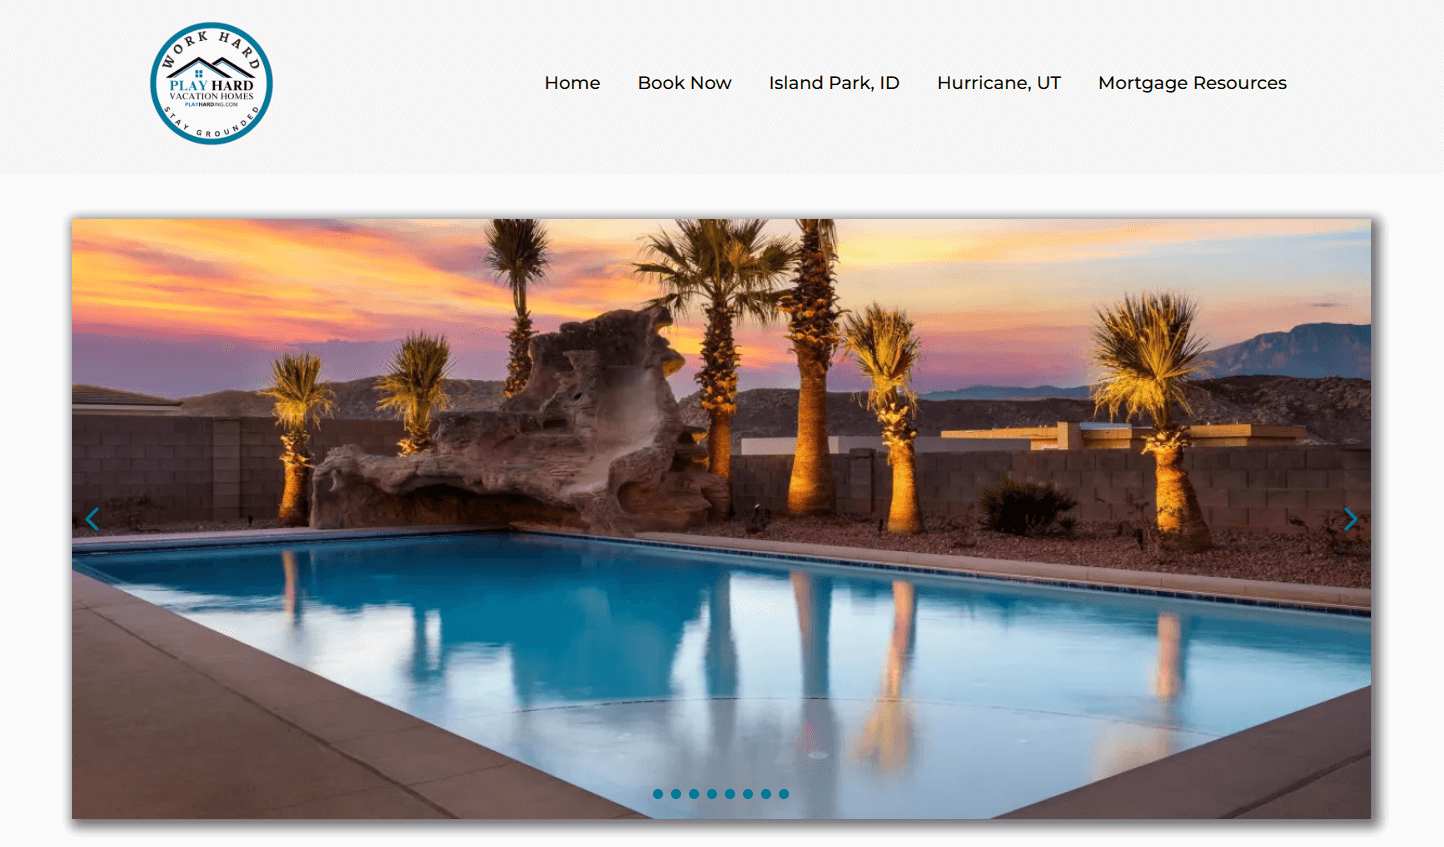 WORK HARD
PLAY HARD
VACATION HOMES
PLAYHARDING.COM
STAY GROUNDED
Home Book Now Island Park, ID Hurricane, UT Mortgage Resources